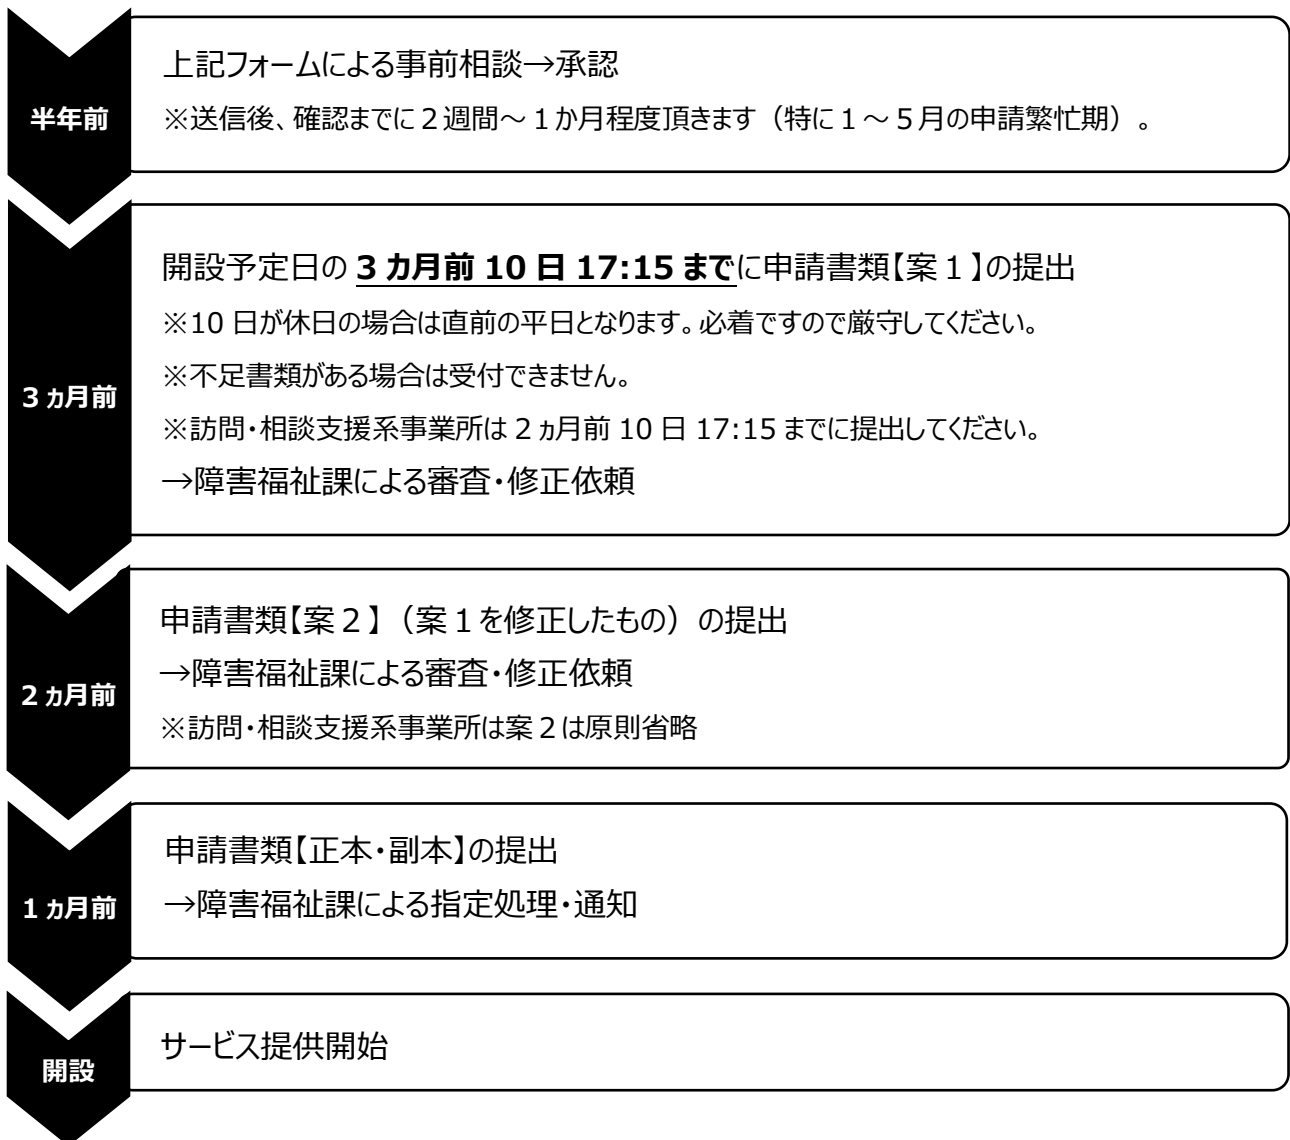 半年前
上記フォームによる事前相談→承認
※送信後、確認までに２週間～１か月程度頂きます（特に１～５月の申請繁忙期）。
3 ヵ月前
開設予定日の 3 カ月前 10 日 17:15 までに申請書類【案１】の提出
※10 日が休日の場合は直前の平日となります。必着ですので厳守してください。
※不足書類がある場合は受付できません。
※訪問・相談支援系事業所は 2 ヵ月前 10 日 17:15 までに提出してください。
→障害福祉課による審査・修正依頼
2 ヵ月前
申請書類【案２】（案１を修正したもの）の提出
→障害福祉課による審査・修正依頼
※訪問・相談支援系事業所は案２は原則省略
1 ヵ月前
申請書類【正本・副本】の提出
→障害福祉課による指定処理・通知
開設
サービス提供開始